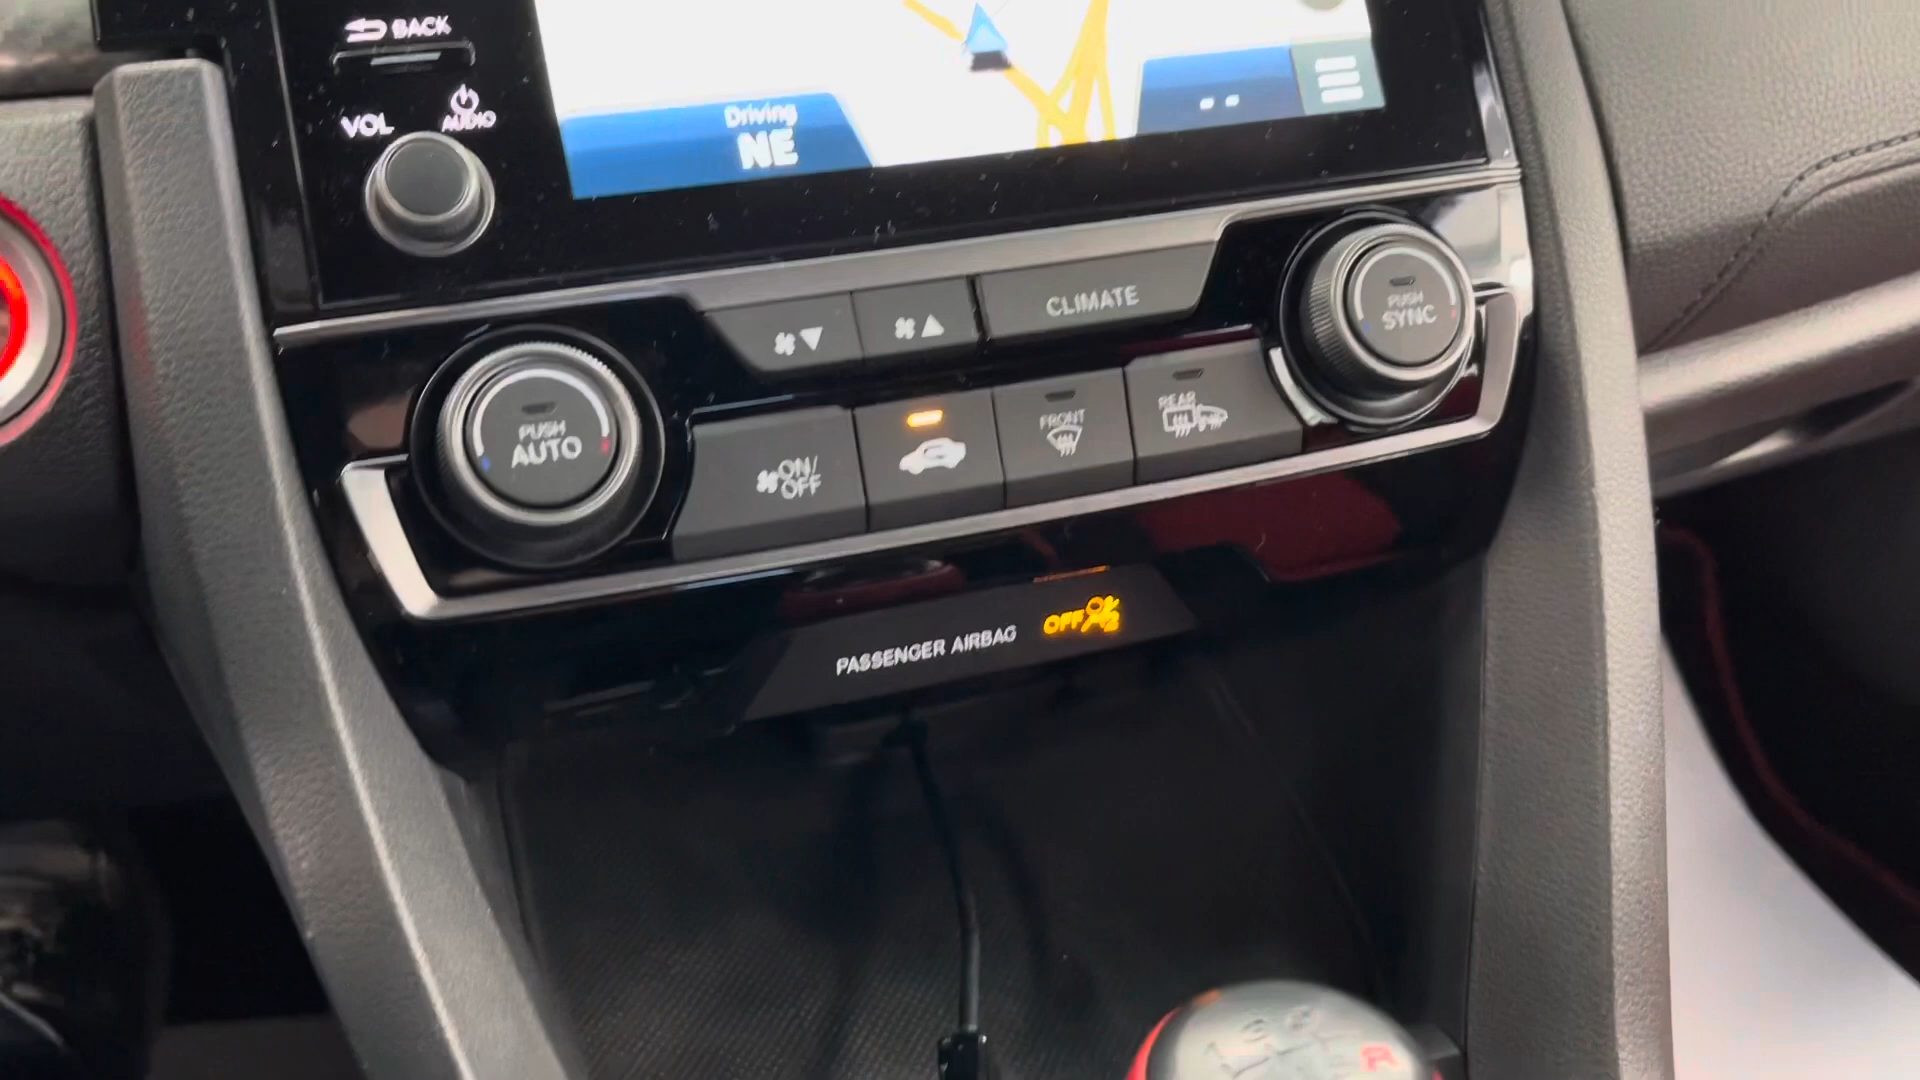 BACK
VOL
AUDIO
Driving
NE
CLIMATE
PUSH
SYNC
PUSH
AUTO
ON/
OFF
FRONT
REAR
PASSENGER AIRBAG
OFF
R